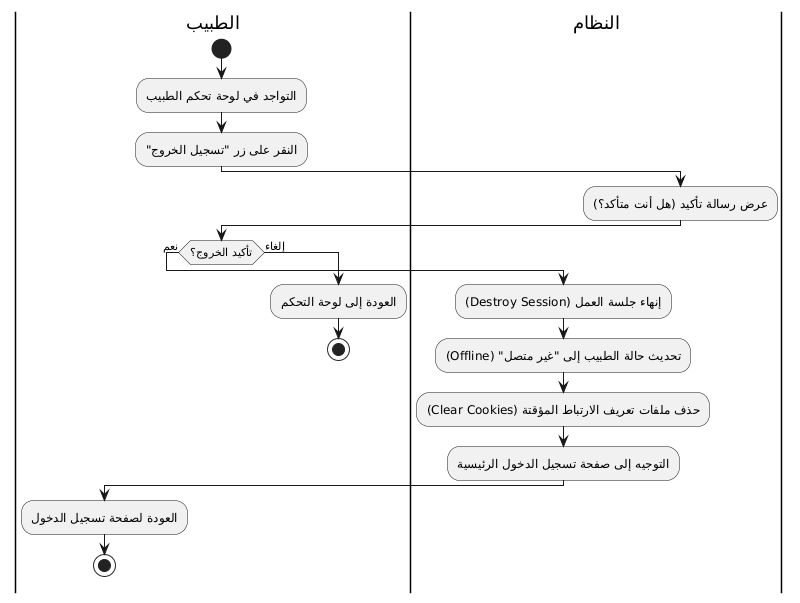 الطبيب
النظام
التواجد في لوحة تحكم الطبيب
النقر على زر "تسجيل الخروج"
عرض رسالة تأكيد (هل أنت متأكد؟)
تأكيد الخروج؟
نعم
إلغاء
العودة إلى لوحة التحكم
إنهاء جلسة العمل (Destroy Session)
تحديث حالة الطبيب إلى "غير متصل" (Offline)
حذف ملفات تعريف الارتباط المؤقتة (Clear Cookies)
التوجيه إلى صفحة تسجيل الدخول الرئيسية
العودة لصفحة تسجيل الدخول